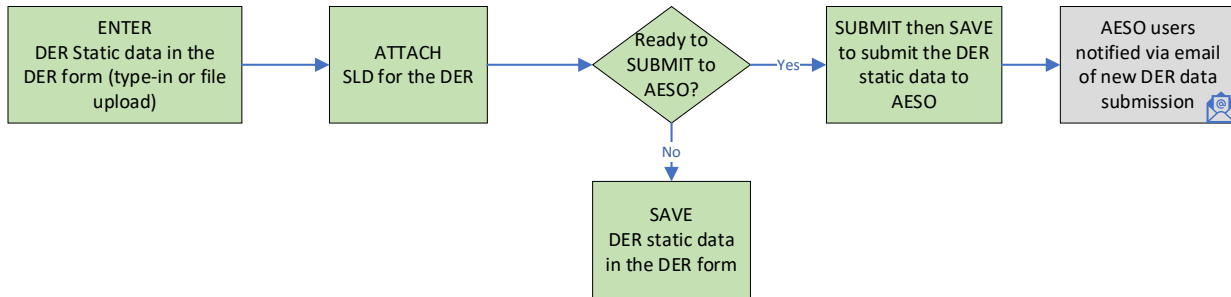 ENTER
DER Static data in the
DER form (type-in or file
upload)
ATTACH
SLD for the DER
Ready to
SUBMIT to
AESO?
Yes
SUBMIT then SAVE
to submit the DER
static data to
AESO
AESO users
notified via email
of new DER data
submission
@
No
SAVE
DER static data
in the DER form